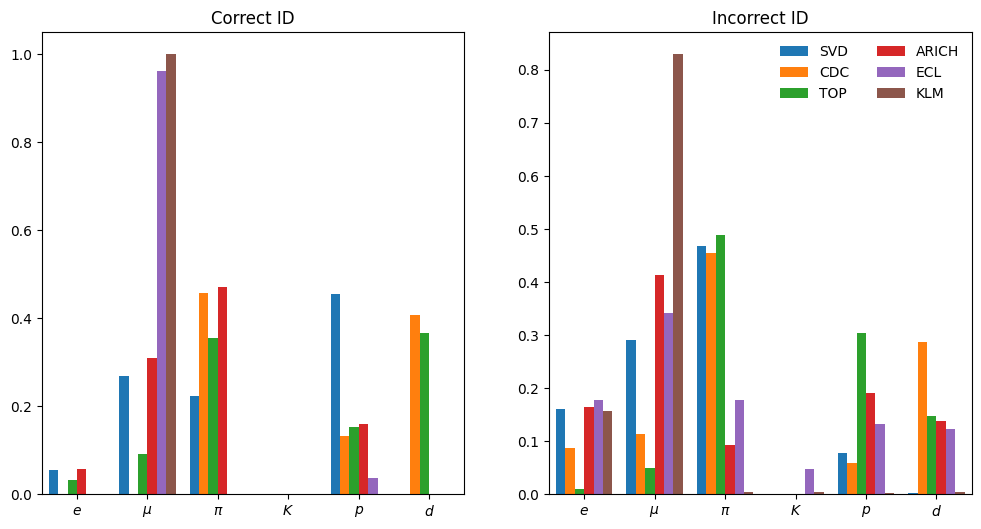 Correct ID
1.0
0.8
0.6
0.4
0.2
0.0
e
μ
π
K
p
d
Incorrect ID
SVD
CDC
TOP
ARICH
ECL
KLM
0.8
0.7
0.6
0.5
0.4
0.3
0.2
0.1
0.0
e
μ
π
K
p
d